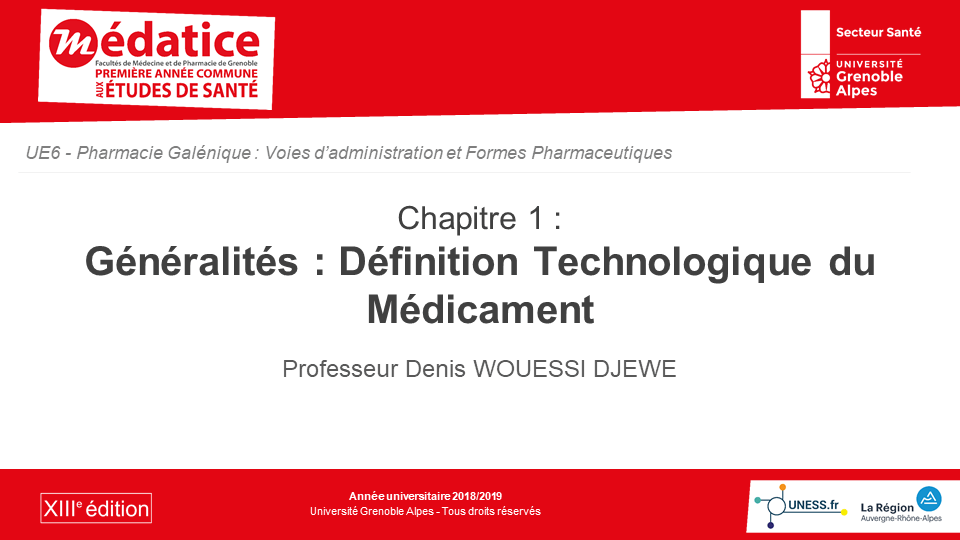 médatice
Facultés de Médecine et de Pharmacie de Grenoble
PREMIÈRE ANNÉE COMMUNE
AUX ÉTUDES DE SANTÉ
Secteur Santé
UNIVERSITÉ
Grenoble
Alpes
UE6 - Pharmacie Galénique : Voies d’administration et Formes Pharmaceutiques
Chapitre 1 :
Généralités : Définition Technologique du
Médicament
Professeur Denis WOUESSI DJEWE
XIIIe édition
Année universitaire 2018/2019
Université Grenoble Alpes - Tous droits réservés
UNESS.fr
La Région
Auvergne-Rhône-Alpes